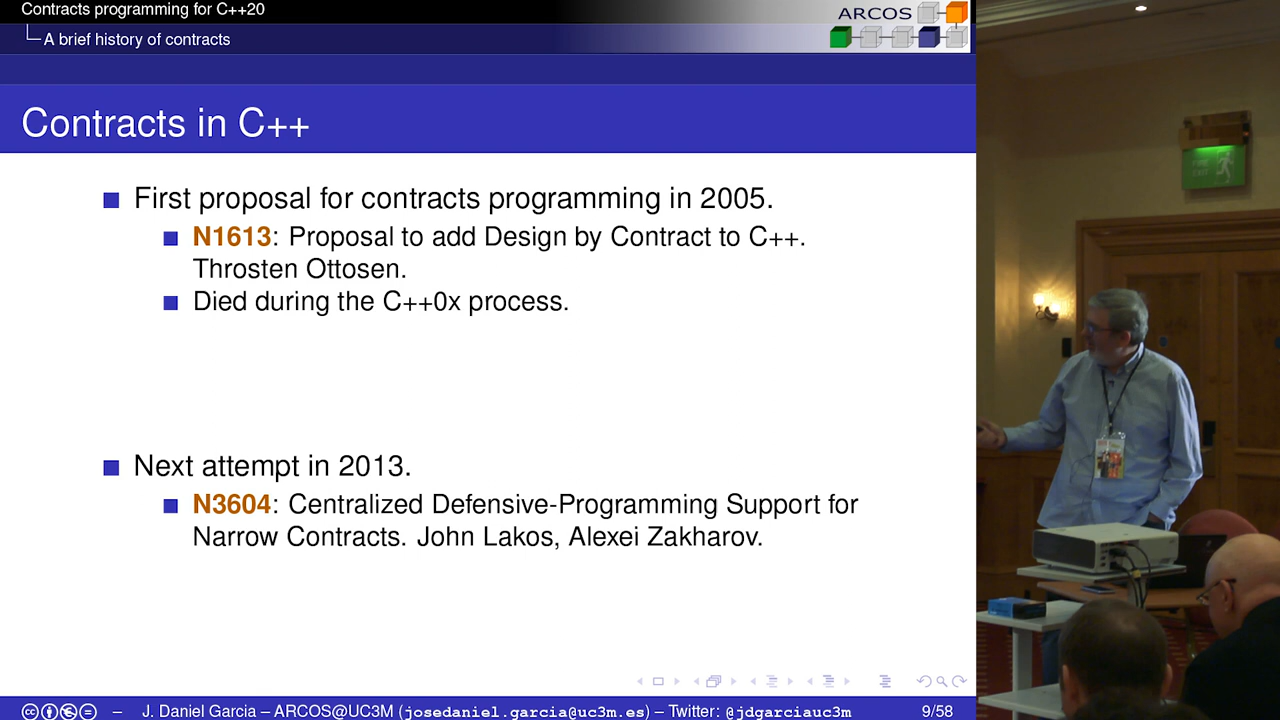 Contracts programming for C++20
A brief history of contracts
ARCOS
Contracts in C++
First proposal for contracts programming in 2005.
N1613: Proposal to add Design by Contract to C++.
Throsten Ottosen.
Died during the C++0x process.
Next attempt in 2013.
N3604: Centralized Defensive-Programming Support for
Narrow Contracts. John Lakos, Alexei Zakharov.
J. Daniel Garcia – ARCOS@UC3M (josedaniel.garcia@uc3m.es) – Twitter: @jdgarciauc3m
9/58